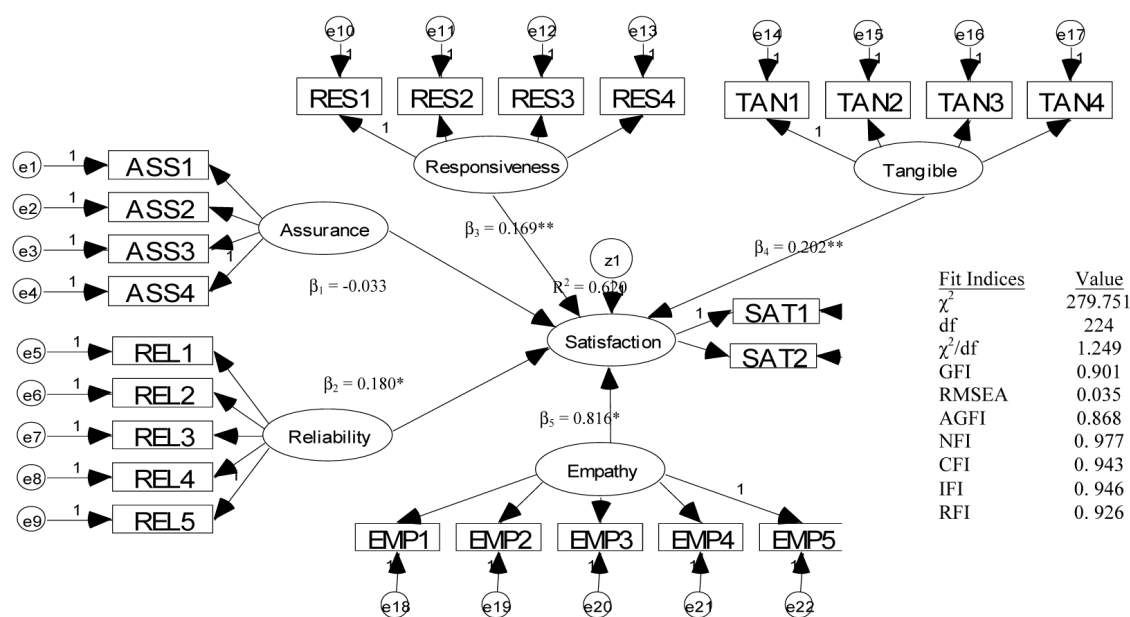 e10 e11 e12 e13
1 1 1 1
RES1 RES2 RES3 RES4
1
Responsiveness
e14 e15 e16 e17
1 1 1 1
TAN1 TAN2 TAN3 TAN4
1
Tangible
e1 1 ASS1
e2 1 ASS2
e3 1 ASS3
e4 1 ASS4
1
Assurance
β₁ = -0.033
β₃ = 0.169**
β₄ = 0.202**
z1
1
R² = 0.620
Satisfaction
1 SAT1
SAT2
e5 1 REL1
e6 1 REL2
e7 1 REL3
e8 1 REL4
e9 1 REL5
1
Reliability
β₂ = 0.180*
β₅ = 0.816*
Empathy
1
EMP1 EMP2 EMP3 EMP4 EMP5
1 1 1 1 1
e18 e19 e20 e21 e22
Fit Indices Value
χ² 279.751
df 224
χ²/df 1.249
GFI 0.901
RMSEA 0.035
AGFI 0.868
NFI 0. 977
CFI 0. 943
IFI 0. 946
RFI 0. 926